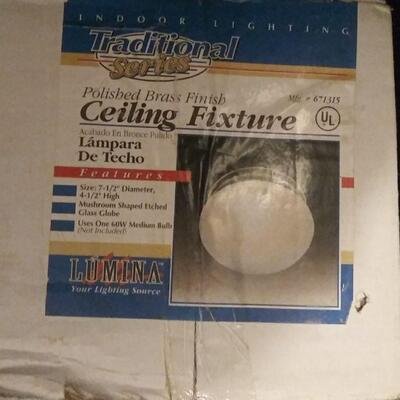 INDOOR LIGHTING
Traditional
Series
Polished Brass Finish
Mfg. # 671315
Ceiling Fixture
UL
Acabado En Bronce Pulido
Lámpara
De Techo
Features
Size: 7-1/2" Diameter,
4-1/2" High
Mushroom Shaped Etched
Glass Globe
Uses One 60W Medium Bulb
(Not Included)
LUMINA
Your Lighting Source